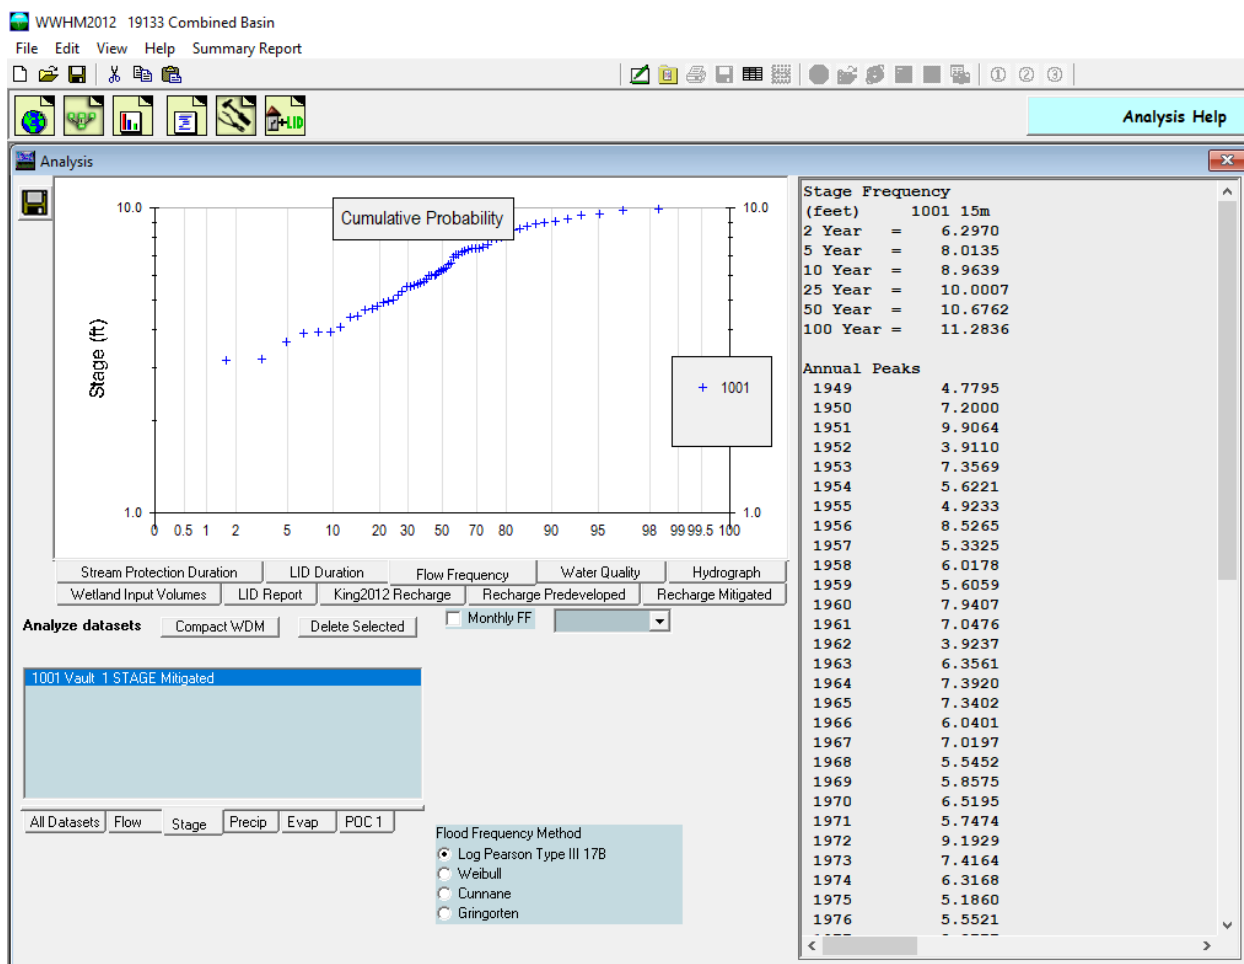 WWHM2012 19133 Combined Basin
File Edit View Help Summary Report
① ② ③
+LID
Analysis Help
Analysis
Cumulative Probability
10.0
10.0
Stage (ft)
1001
1.0
1.0
0 0.5 1 2 5 10 20 30 50 70 80 90 95 98 99 99.5 100
Stream Protection Duration LID Duration Flow Frequency Water Quality Hydrograph
Wetland Input Volumes LID Report King2012 Recharge Recharge Predeveloped Recharge Mitigated
Analyze datasets Compact WDM Delete Selected Monthly FF
1001 Vault 1 STAGE Mitigated
All Datasets Flow Stage Precip Evap POC 1
Flood Frequency Method
Log Pearson Type III 17B
Weibull
Cunnane
Gringorten
Stage Frequency
(feet) 1001 15m
2 Year = 6.2970
5 Year = 8.0135
10 Year = 8.9639
25 Year = 10.0007
50 Year = 10.6762
100 Year = 11.2836
Annual Peaks
1949 4.7795
1950 7.2000
1951 9.9064
1952 3.9110
1953 7.3569
1954 5.6221
1955 4.9233
1956 8.5265
1957 5.3325
1958 6.0178
1959 5.6059
1960 7.9407
1961 7.0476
1962 3.9237
1963 6.3561
1964 7.3920
1965 7.3402
1966 6.0401
1967 7.0197
1968 5.5452
1969 5.8575
1970 6.5195
1971 5.7474
1972 9.1929
1973 7.4164
1974 6.3168
1975 5.1860
1976 5.5521